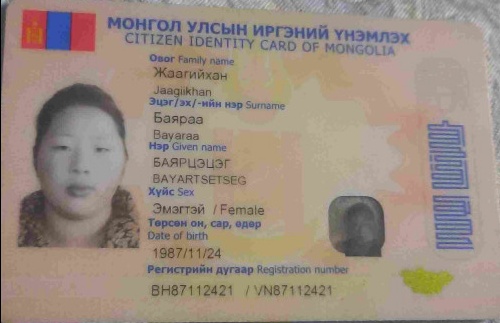 МОНГОЛ УЛСЫН ИРГЭНИЙ ҮНЭМЛЭХ
CITIZEN IDENTITY CARD OF MONGOLIA
Овог Family name
Жаагийхан
Jaagiikhan
Эцэг/эх/-ийн нэр Surname
Баяраа
Bayaraa
Нэр Given name
БАЯРЦЭЦЭГ
BAYARTSETSEG
Хүйс Sex
Эмэгтэй / Female
Төрсөн он, сар, өдөр
Date of birth
1987/11/24
Регистрийн дугаар Registration number
ВН87112421 / VN87112421